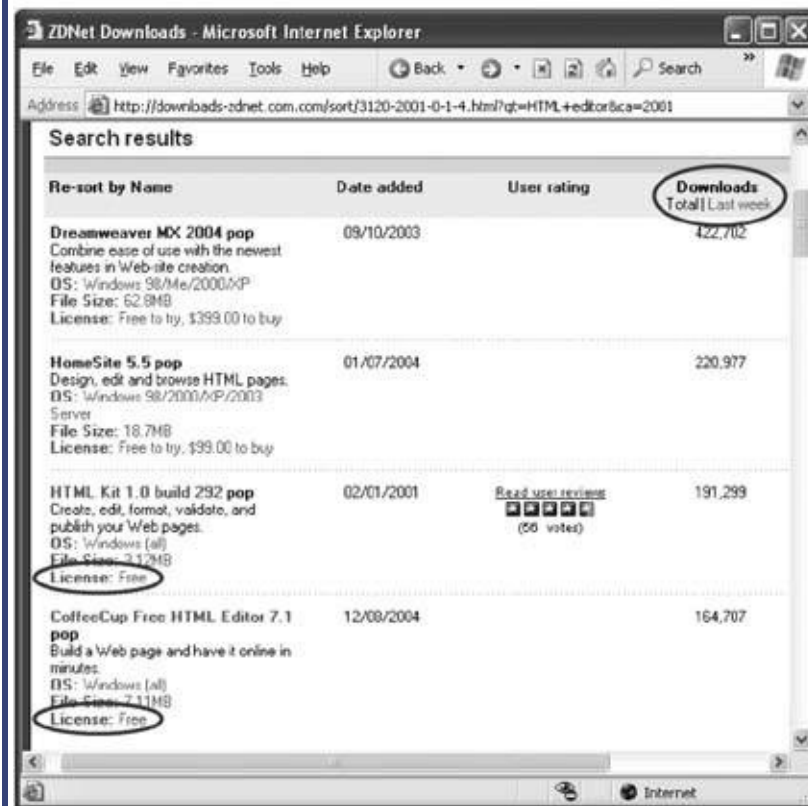 ZDNet Downloads - Microsoft Internet Explorer
File Edit View Favorites Tools Help Back Search »
Address http://downloads-zdnet.com.com/sort/3120-2001-0-1-4.html?qt=HTML+editor&ca=2001
Search results
Re-sort by Name Date added User rating Downloads
Total | Last week
Dreamweaver MX 2004 pop 09/10/2003 422,702
Combine ease of use with the newest
features in Web-site creation.
OS: Windows 98/Me/2000/XP
File Size: 62.8MB
License: Free to try, $399.00 to buy
HomeSite 5.5 pop 01/07/2004 220,977
Design, edit and browse HTML pages.
OS: Windows 98/2000/XP/2003
Server
File Size: 18.7MB
License: Free to try, $99.00 to buy
HTML Kit 1.0 build 292 pop 02/01/2001 Read user reviews 191,299
Create, edit, format, validate, and
publish your Web pages. (56 votes)
OS: Windows (all)
File Size: 3.12MB
License: Free
CoffeeCup Free HTML Editor 7.1 12/08/2004 164,707
pop
Build a Web page and have it online in
minutes.
OS: Windows (all)
File Size: 7.11MB
License: Free
Internet